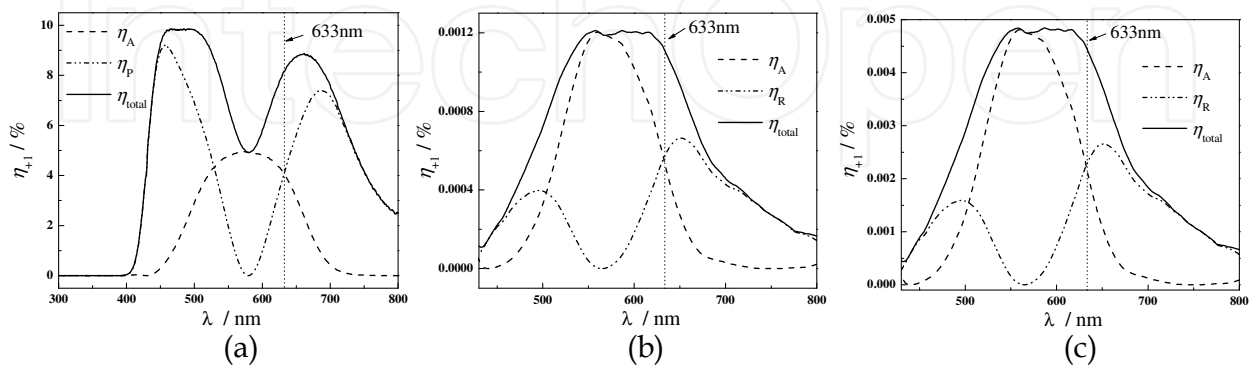 IntechOpen
10
8
6
4
2
0
300 400 500 600 700 800
η+1 / %
λ / nm
ηA
ηP
ηtotal
633nm
(a)
0.0012
0.0008
0.0004
0.0000
500 600 700 800
η+1 / %
λ / nm
633nm
ηA
ηR
ηtotal
(b)
0.005
0.004
0.003
0.002
0.001
0.000
500 600 700 800
η+1 / %
λ / nm
633nm
ηA
ηR
ηtotal
(c)